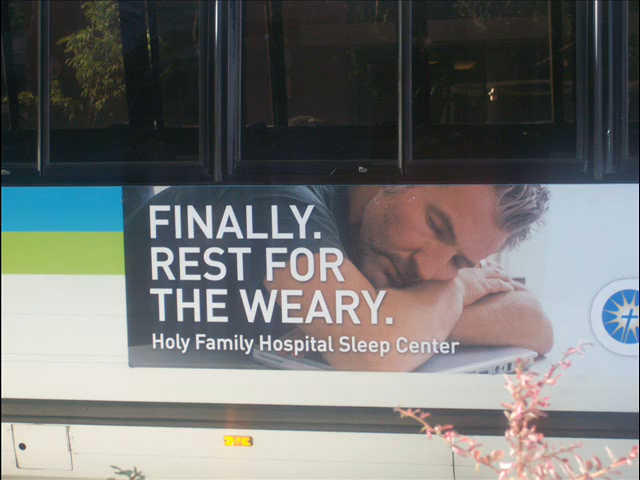 FINALLY.
REST FOR
THE WEARY.
Holy Family Hospital Sleep Center